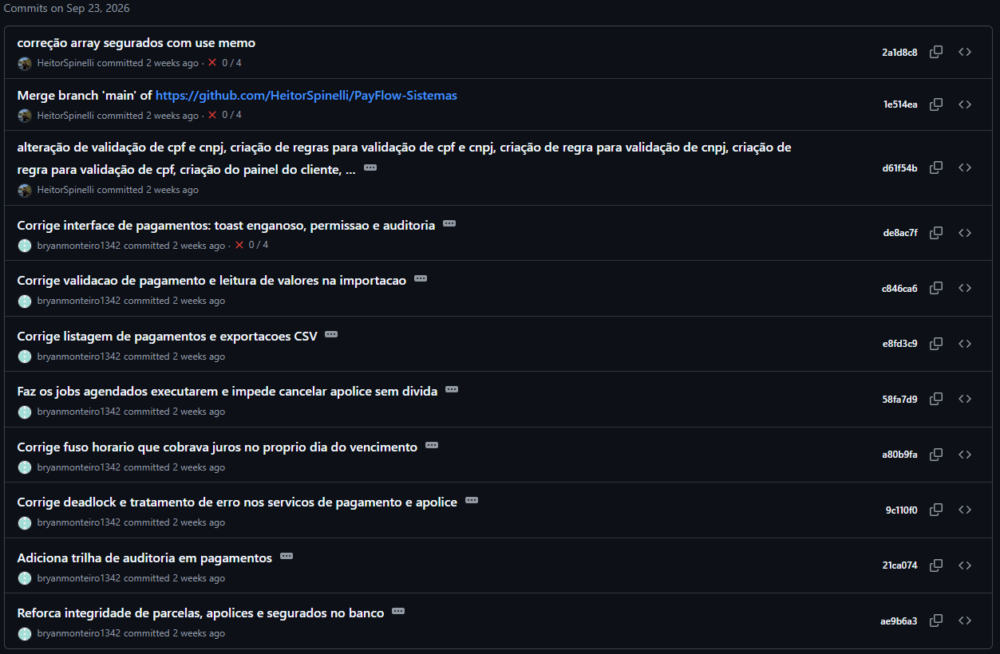 Commits on Sep 23, 2026
correção array segurados com use memo
HeitorSpinelli committed 2 weeks ago · 0 / 4
2a1d8c8
Merge branch 'main' of https://github.com/HeitorSpinelli/PayFlow-Sistemas
HeitorSpinelli committed 2 weeks ago · 0 / 4
1e514ea
alteração de validação de cpf e cnpj, criação de regras para validação de cpf e cnpj, criação de regra para validação de cnpj, criação de
regra para validação de cpf, criação do painel do cliente, ...
HeitorSpinelli committed 2 weeks ago
d61f54b
Corrige interface de pagamentos: toast enganoso, permissao e auditoria
bryanmonteiro1342 committed 2 weeks ago · 0 / 4
de8ac7f
Corrige validacao de pagamento e leitura de valores na importacao
bryanmonteiro1342 committed 2 weeks ago
c846ca6
Corrige listagem de pagamentos e exportacoes CSV
bryanmonteiro1342 committed 2 weeks ago
e8fd3c9
Faz os jobs agendados executarem e impede cancelar apolice sem divida
bryanmonteiro1342 committed 2 weeks ago
58fa7d9
Corrige fuso horario que cobrava juros no proprio dia do vencimento
bryanmonteiro1342 committed 2 weeks ago
a80b9fa
Corrige deadlock e tratamento de erro nos servicos de pagamento e apolice
bryanmonteiro1342 committed 2 weeks ago
9c110f0
Adiciona trilha de auditoria em pagamentos
bryanmonteiro1342 committed 2 weeks ago
21ca074
Reforca integridade de parcelas, apolices e segurados no banco
bryanmonteiro1342 committed 2 weeks ago
ae9b6a3